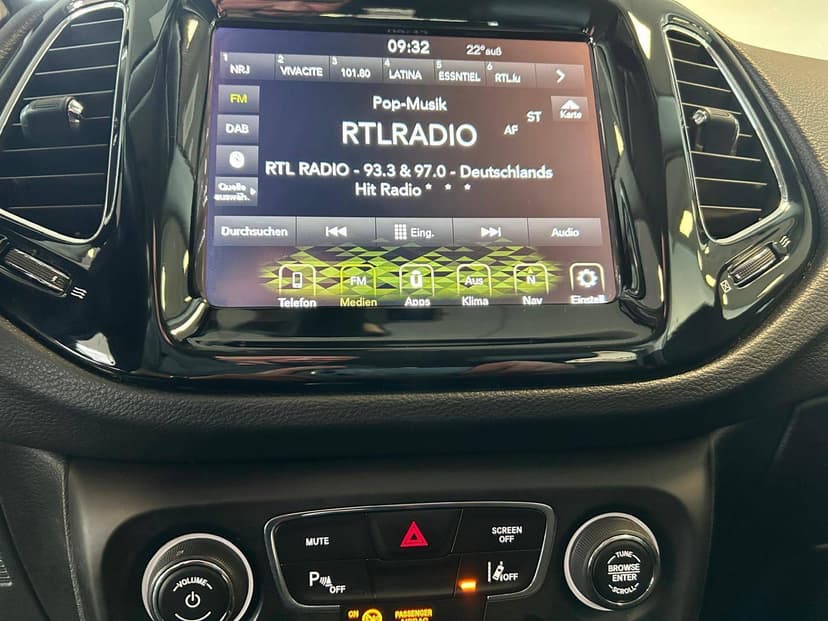 09:32 22°auß
1 NRJ 2 VIVACITE 3 101.80 4 LATINA 5 ESSNTIEL 6 RTL.lu
FM Pop-Musik
ST Karte
DAB RTLRADIO AF
RTL RADIO - 93.3 & 97.0 - Deutschlands
Quelle auswäh. Hit Radio * * *
Durchsuchen Eing. Audio
FM Aus N
Telefon Medien Apps Klima Nav Einstell.
MUTE SCREEN OFF
P OFF OFF
VOLUME
TUNE
BROWSE
ENTER
SCROLL
ON PASSENGER
AIRBAG